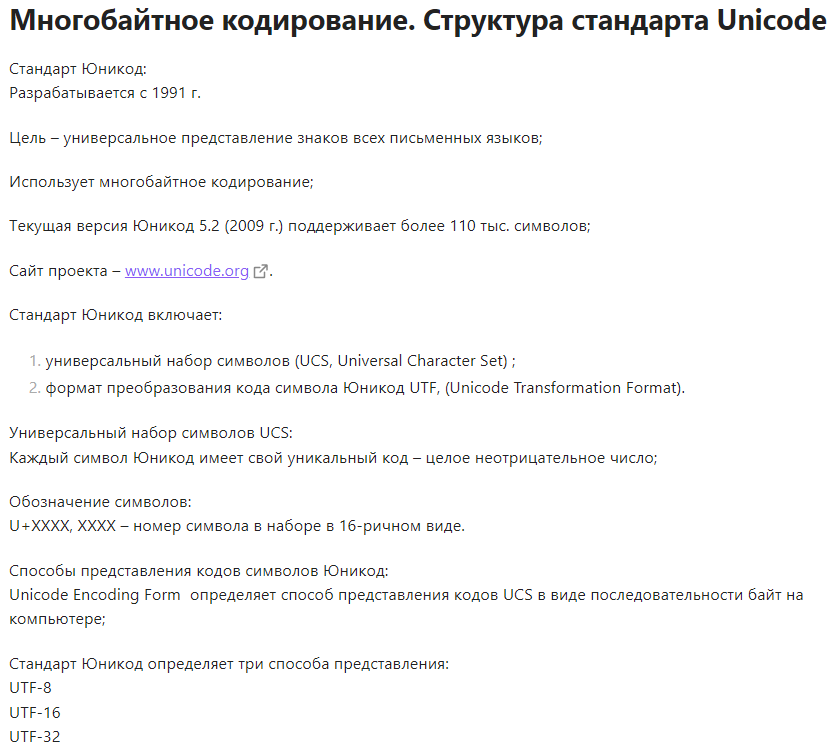 Многобайтное кодирование. Структура стандарта Unicode
Стандарт Юникод:
Разрабатывается с 1991 г.
Цель – универсальное представление знаков всех письменных языков;
Использует многобайтное кодирование;
Текущая версия Юникод 5.2 (2009 г.) поддерживает более 110 тыс. символов;
Сайт проекта – www.unicode.org.
Стандарт Юникод включает:
1. универсальный набор символов (UCS, Universal Character Set) ;
2. формат преобразования кода символа Юникод UTF, (Unicode Transformation Format).
Универсальный набор символов UCS:
Каждый символ Юникод имеет свой уникальный код – целое неотрицательное число;
Обозначение символов:
U+XXXX, XXXX – номер символа в наборе в 16-ричном виде.
Способы представления кодов символов Юникод:
Unicode Encoding Form  определяет способ представления кодов UCS в виде последовательности байт на
компьютере;
Стандарт Юникод определяет три способа представления:
UTF-8
UTF-16
UTF-32